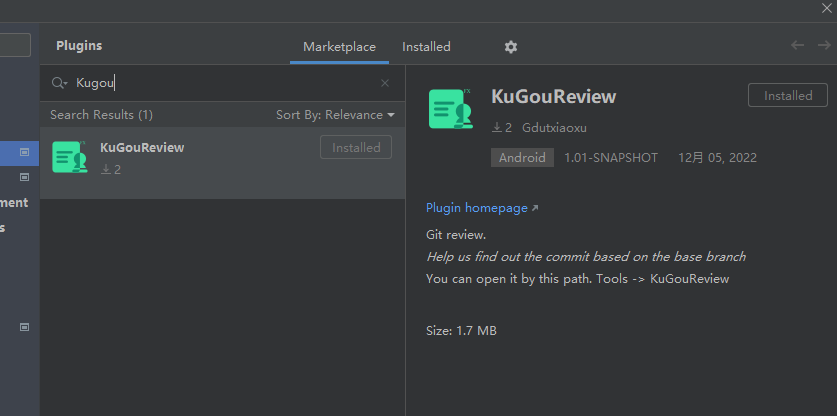 Plugins
Marketplace
Installed
Kugou
Search Results (1)
Sort By: Relevance
KuGouReview
Installed
2
ment
s
FX
KuGouReview
Installed
2 Gdutxiaoxu
Android 1.01-SNAPSHOT 12月 05, 2022
Plugin homepage
Git review.
Help us find out the commit based on the base branch
You can open it by this path. Tools -> KuGouReview
Size: 1.7 MB